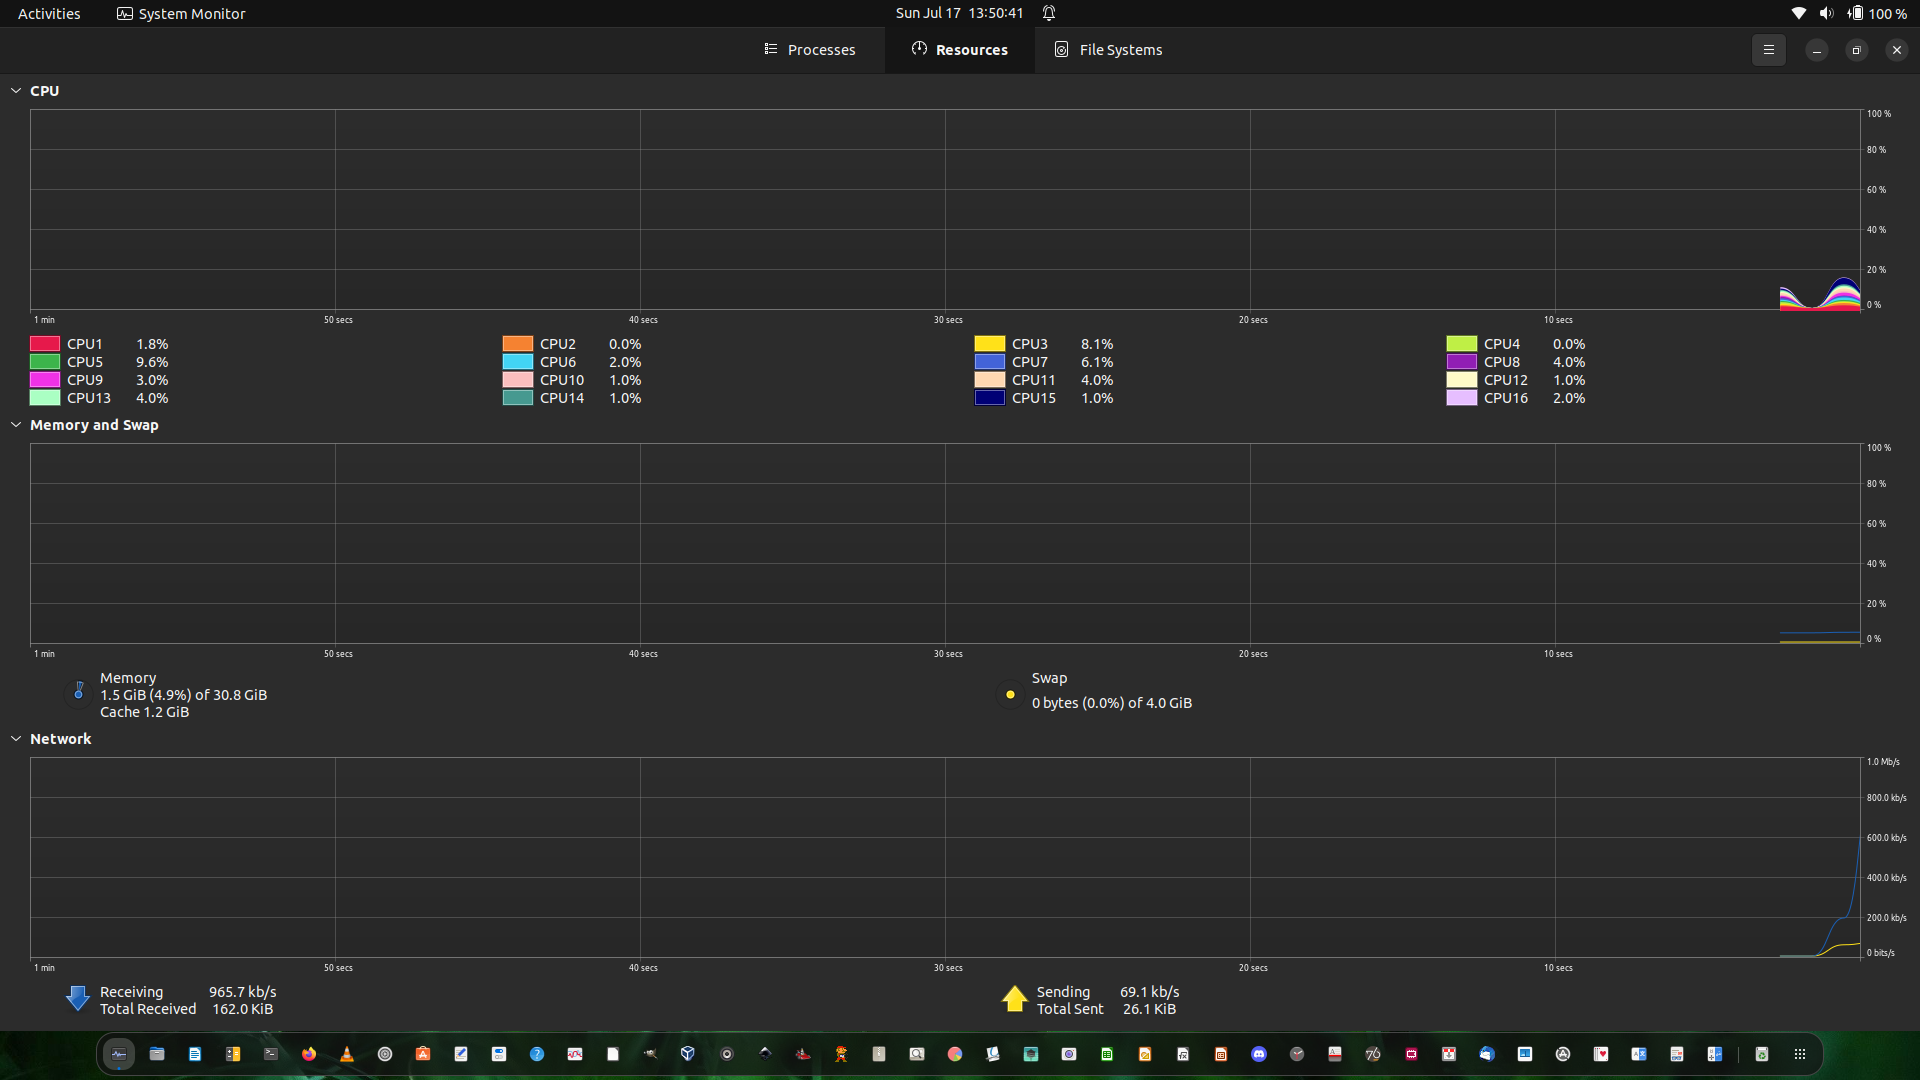 Activities
System Monitor
Sun Jul 17 13:50:41
100 %
Processes
Resources
File Systems
CPU
100 %
80 %
60 %
40 %
20 %
0 %
1 min 50 secs 40 secs 30 secs 20 secs 10 secs
CPU1 1.8% CPU2 0.0% CPU3 8.1% CPU4 0.0%
CPU5 9.6% CPU6 2.0% CPU7 6.1% CPU8 4.0%
CPU9 3.0% CPU10 1.0% CPU11 4.0% CPU12 1.0%
CPU13 4.0% CPU14 1.0% CPU15 1.0% CPU16 2.0%
Memory and Swap
100 %
80 %
60 %
40 %
20 %
0 %
1 min 50 secs 40 secs 30 secs 20 secs 10 secs
Memory
1.5 GiB (4.9%) of 30.8 GiB
Cache 1.2 GiB
Swap
0 bytes (0.0%) of 4.0 GiB
Network
1.0 Mb/s
800.0 kb/s
600.0 kb/s
400.0 kb/s
200.0 kb/s
0 bits/s
1 min 50 secs 40 secs 30 secs 20 secs 10 secs
Receiving 965.7 kb/s
Total Received 162.0 KiB
Sending 69.1 kb/s
Total Sent 26.1 KiB
76